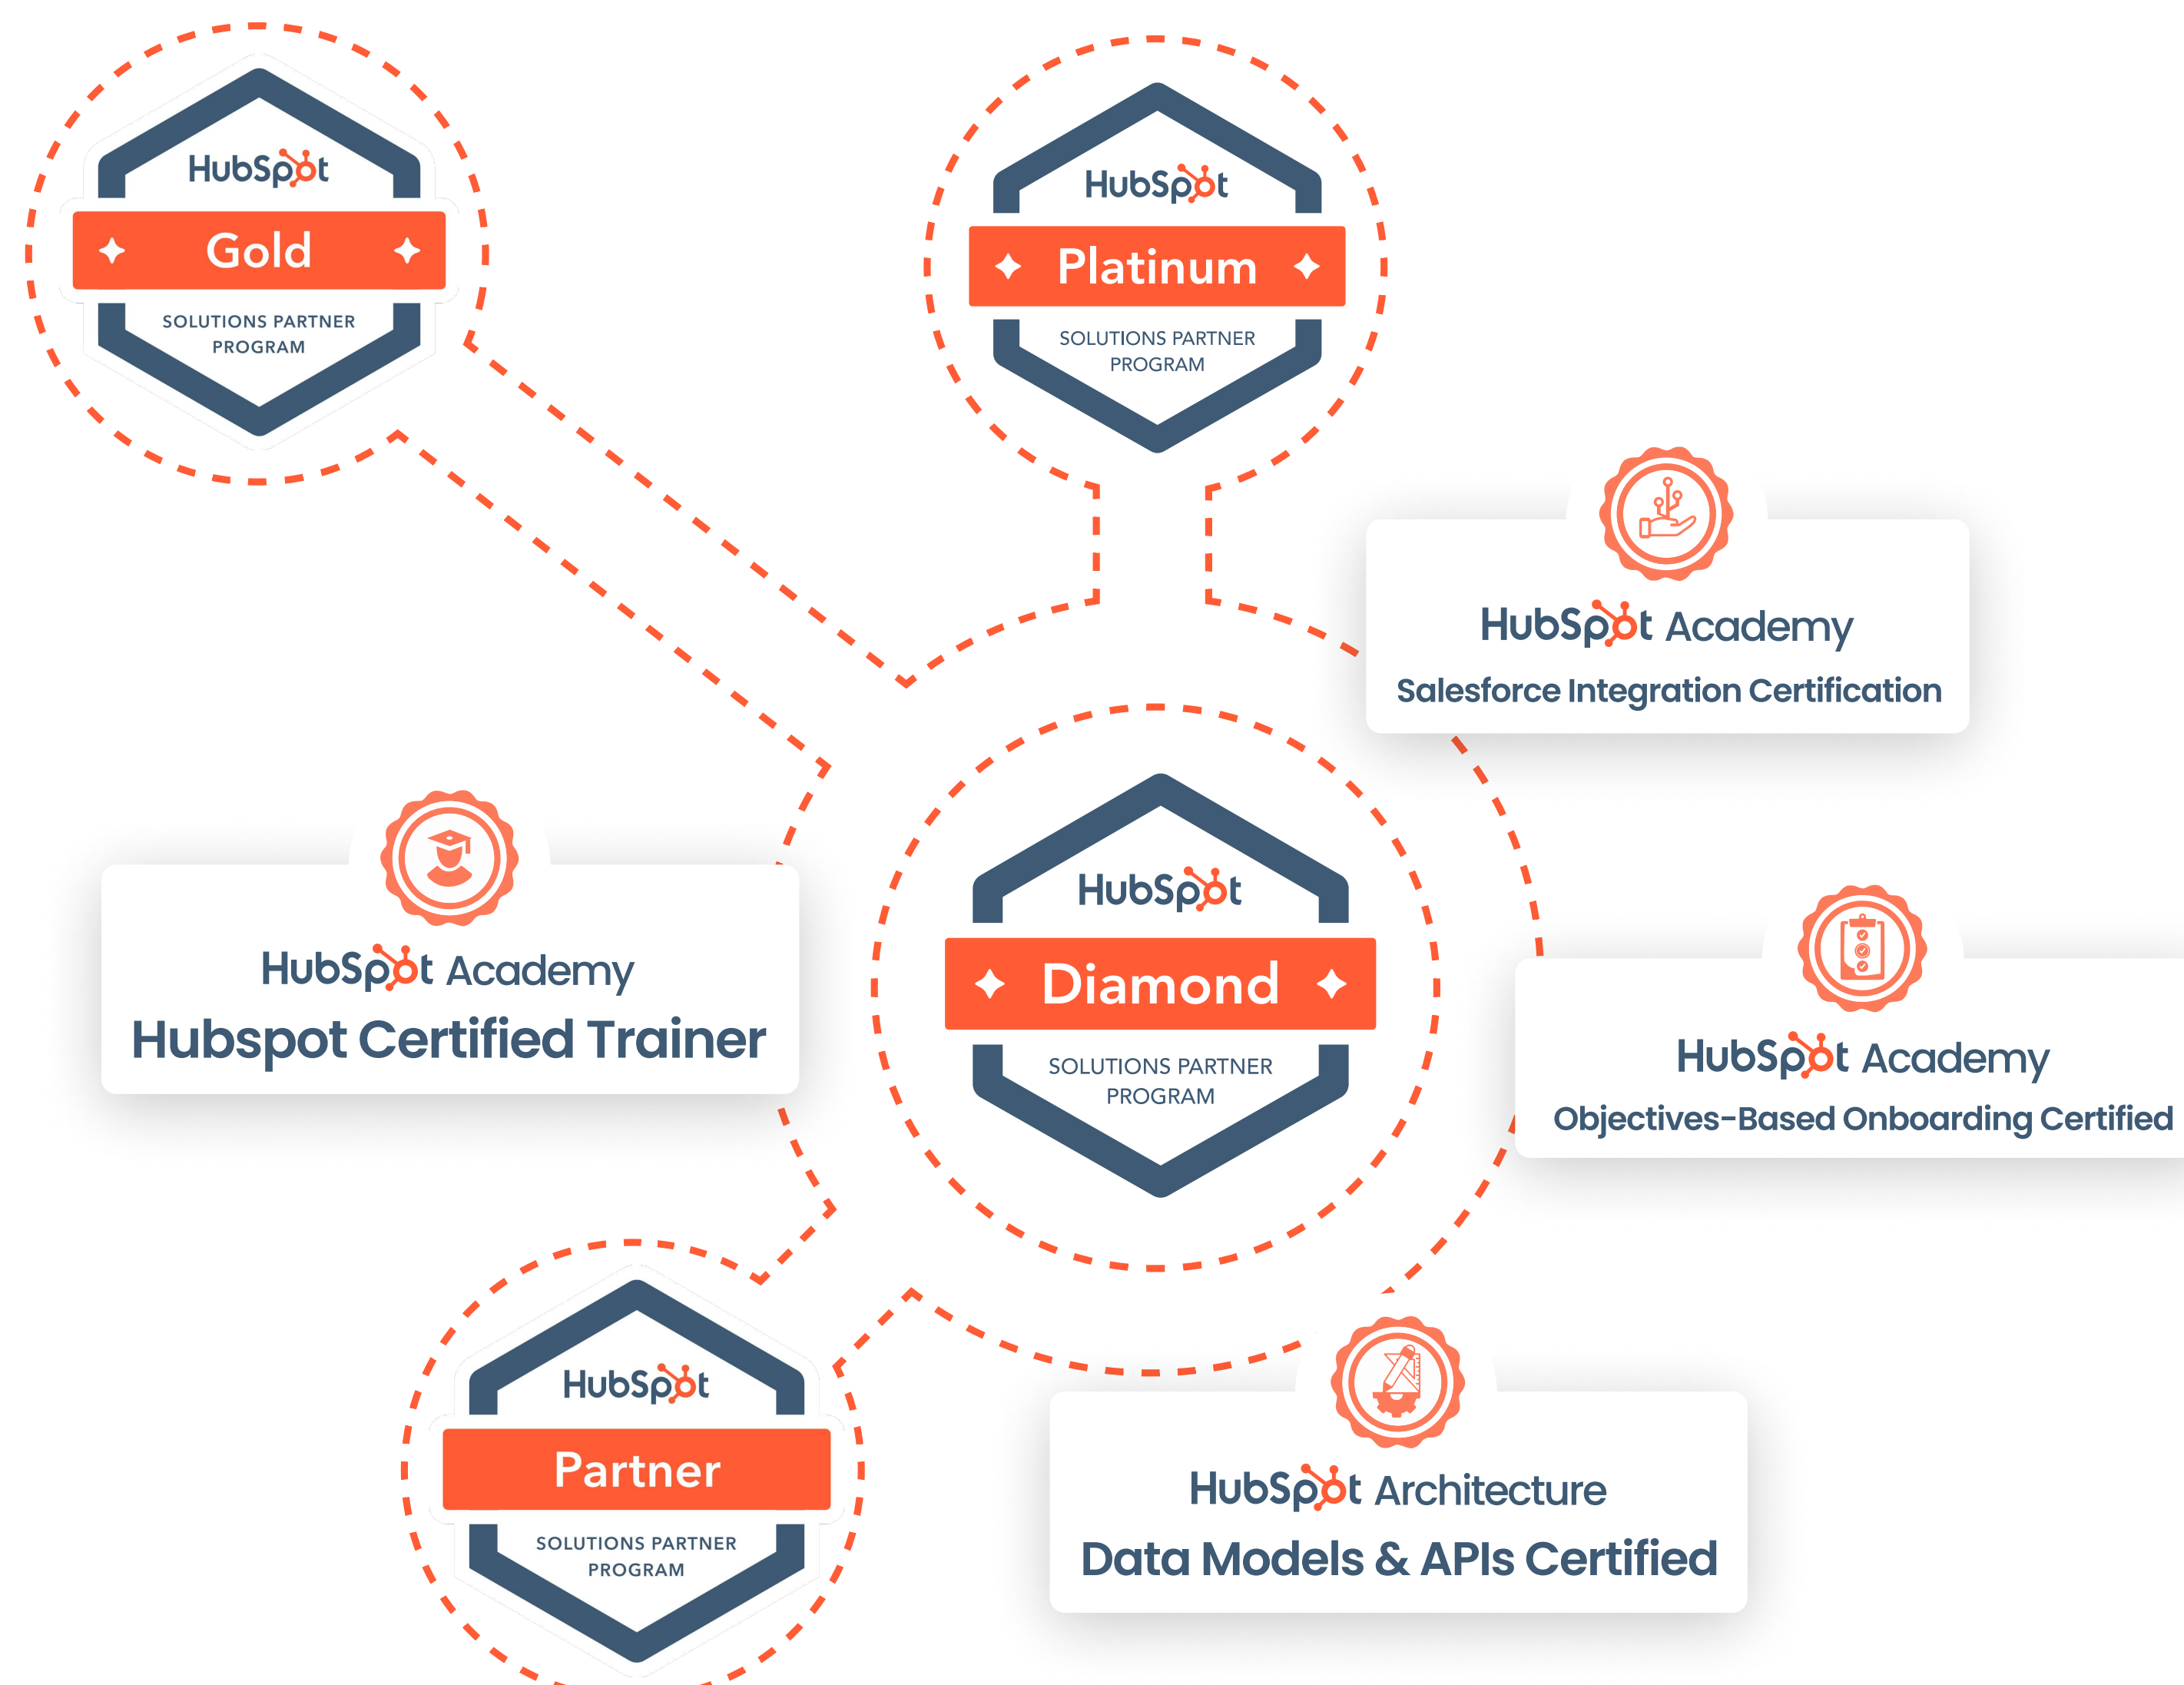 HubSpot
Gold
SOLUTIONS PARTNER
PROGRAM
HubSpot
Platinum
SOLUTIONS PARTNER
PROGRAM
HubSpot Academy
Salesforce Integration Certification
HubSpot Academy
Hubspot Certified Trainer
HubSpot
Diamond
SOLUTIONS PARTNER
PROGRAM
HubSpot Academy
Objectives-Based Onboarding Certified
HubSpot
Partner
SOLUTIONS PARTNER
PROGRAM
HubSpot Architecture
Data Models & APIs Certified